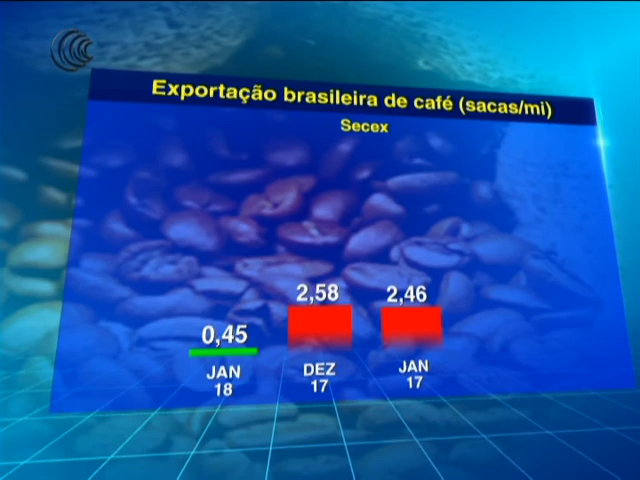 Exportação brasileira de café (sacas/mi)
Secex
0,45
2,58
2,46
JAN
18
DEZ
17
JAN
17